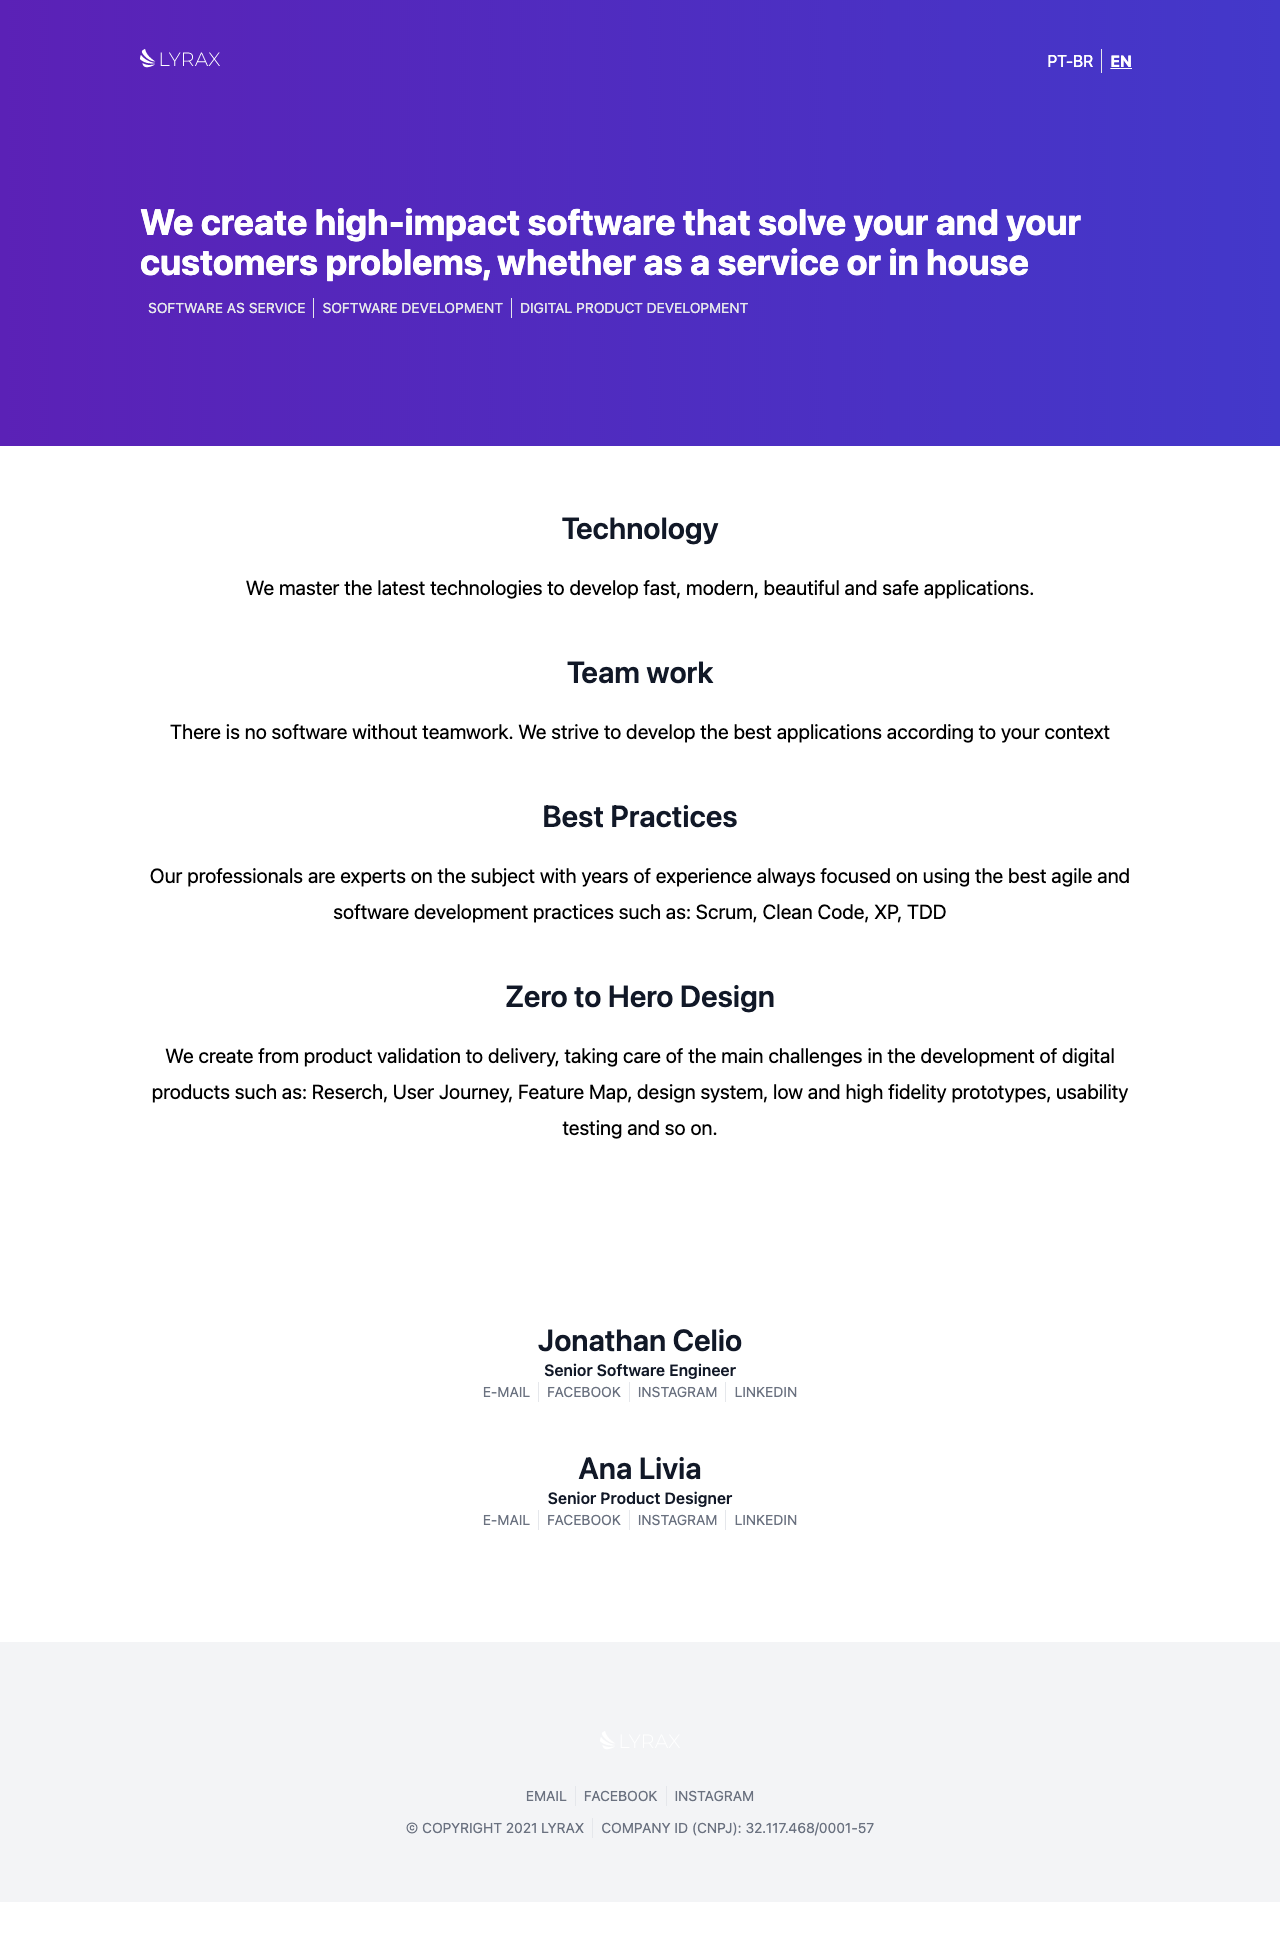 LYRAX
PT-BR EN
We create high-impact software that solve your and your
customers problems, whether as a service or in house
SOFTWARE AS SERVICE SOFTWARE DEVELOPMENT DIGITAL PRODUCT DEVELOPMENT
Technology
We master the latest technologies to develop fast, modern, beautiful and safe applications.
Team work
There is no software without teamwork. We strive to develop the best applications according to your context
Best Practices
Our professionals are experts on the subject with years of experience always focused on using the best agile and
software development practices such as: Scrum, Clean Code, XP, TDD
Zero to Hero Design
We create from product validation to delivery, taking care of the main challenges in the development of digital
products such as: Reserch, User Journey, Feature Map, design system, low and high fidelity prototypes, usability
testing and so on.
Jonathan Celio
Senior Software Engineer
E-MAIL FACEBOOK INSTAGRAM LINKEDIN
Ana Livia
Senior Product Designer
E-MAIL FACEBOOK INSTAGRAM LINKEDIN
LYRAX
EMAIL FACEBOOK INSTAGRAM
© COPYRIGHT 2021 LYRAX COMPANY ID (CNPJ): 32.117.468/0001-57